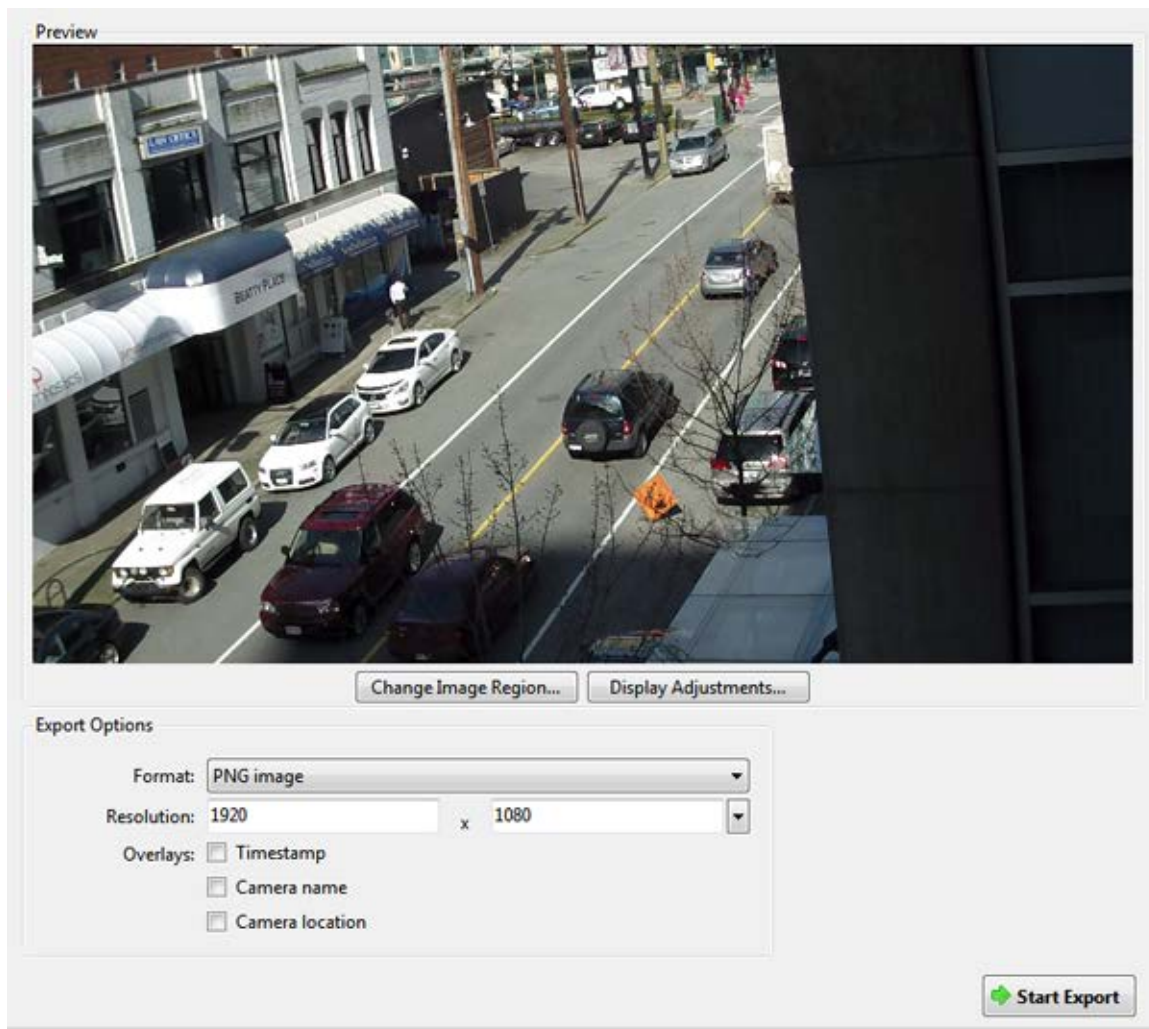 Preview
LAW OFFICE
BEATTY PLACE
Change Image Region...
Display Adjustments...
Export Options
Format: PNG image
Resolution: 1920 x 1080
Overlays: Timestamp
Camera name
Camera location
Start Export